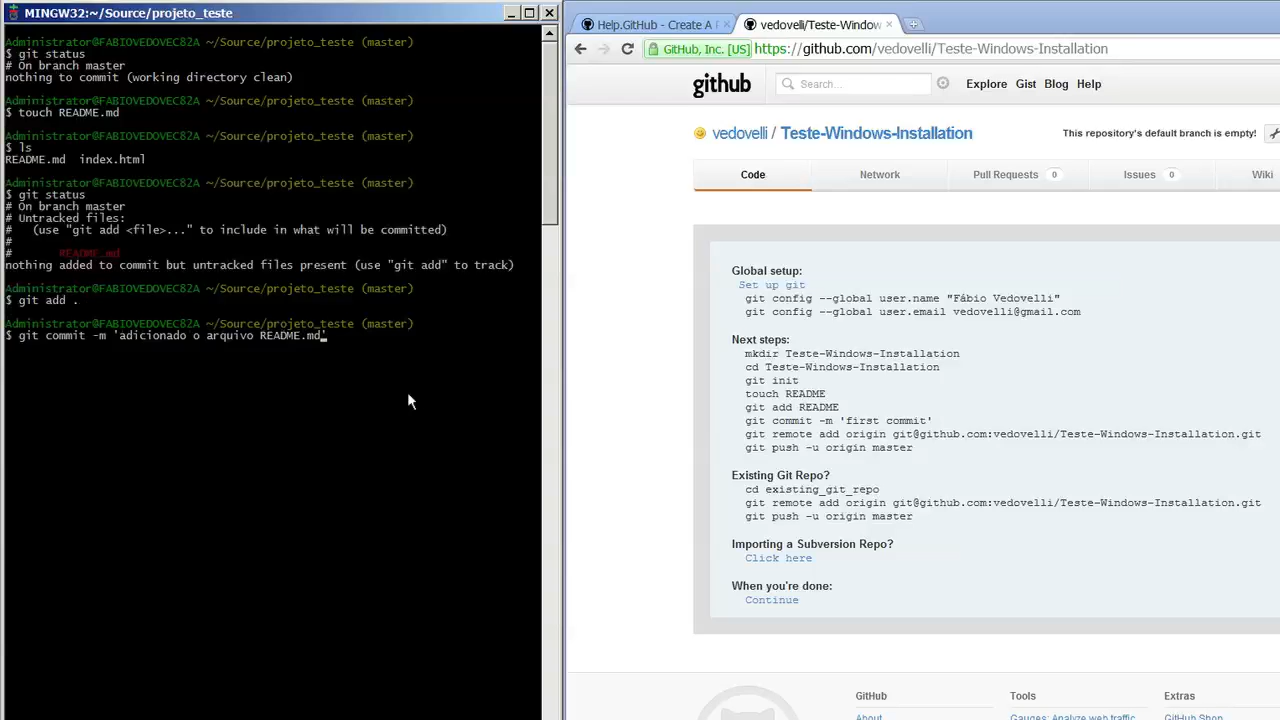 MINGW32:~/Source/projeto_teste
Administrator@FABIOVEDOVEC82A ~/Source/projeto_teste (master)
$ git status
# On branch master
nothing to commit (working directory clean)
Administrator@FABIOVEDOVEC82A ~/Source/projeto_teste (master)
$ touch README.md
Administrator@FABIOVEDOVEC82A ~/Source/projeto_teste (master)
$ ls
README.md  index.html
Administrator@FABIOVEDOVEC82A ~/Source/projeto_teste (master)
$ git status
# On branch master
# Untracked files:
#   (use "git add <file>..." to include in what will be committed)
#
#       README.md
nothing added to commit but untracked files present (use "git add" to track)
Administrator@FABIOVEDOVEC82A ~/Source/projeto_teste (master)
$ git add .
Administrator@FABIOVEDOVEC82A ~/Source/projeto_teste (master)
$ git commit -m 'adicionado o arquivo README.md'
Help.GitHub - Create A
vedovelli/Teste-Window
GitHub, Inc. [US] https://github.com/vedovelli/Teste-Windows-Installation
github
Search...
Explore Gist Blog Help
vedovelli / Teste-Windows-Installation
This repository's default branch is empty!
Code Network Pull Requests 0 Issues 0 Wiki
Global setup:
Set up git
git config --global user.name "Fábio Vedovelli"
git config --global user.email vedovelli@gmail.com
Next steps:
mkdir Teste-Windows-Installation
cd Teste-Windows-Installation
git init
touch README
git add README
git commit -m 'first commit'
git remote add origin git@github.com:vedovelli/Teste-Windows-Installation.git
git push -u origin master
Existing Git Repo?
cd existing_git_repo
git remote add origin git@github.com:vedovelli/Teste-Windows-Installation.git
git push -u origin master
Importing a Subversion Repo?
Click here
When you're done:
Continue
GitHub Tools Extras
About Gauges: Analyze web traffic GitHub Shop